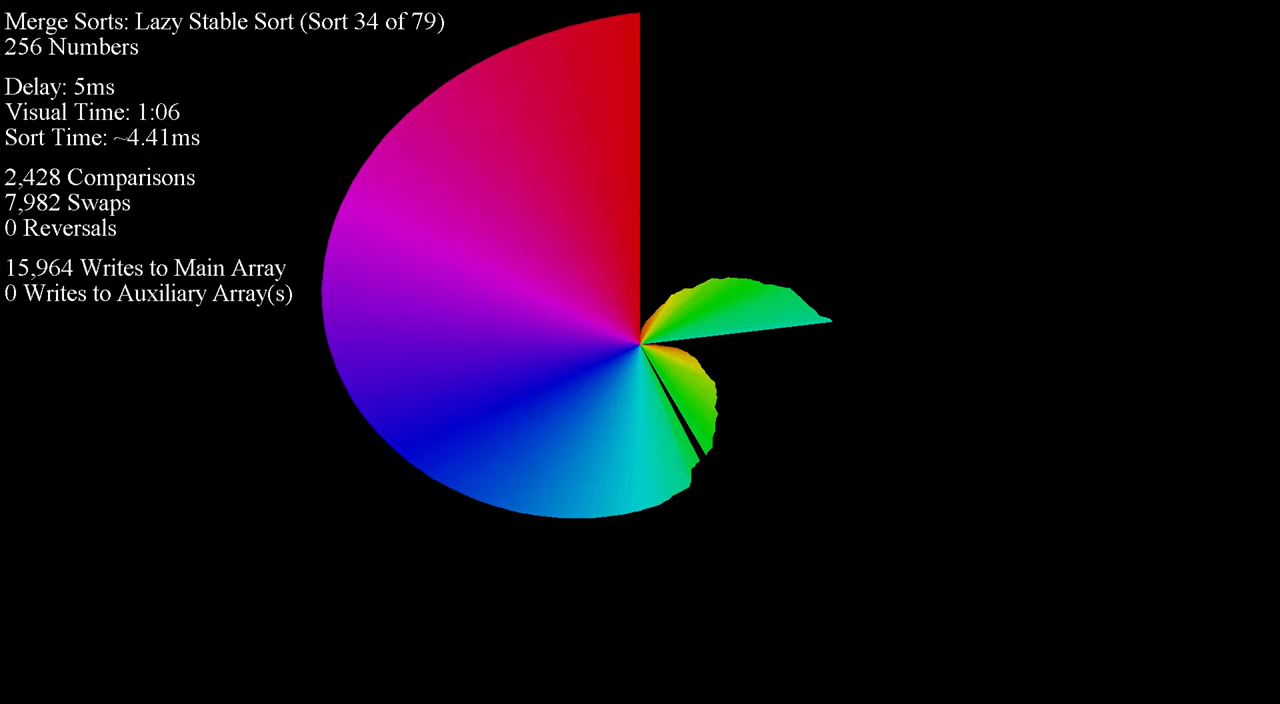 Merge Sorts: Lazy Stable Sort (Sort 34 of 79)
256 Numbers
Delay: 5ms
Visual Time: 1:06
Sort Time: ~4.41ms
2,428 Comparisons
7,982 Swaps
0 Reversals
15,964 Writes to Main Array
0 Writes to Auxiliary Array(s)